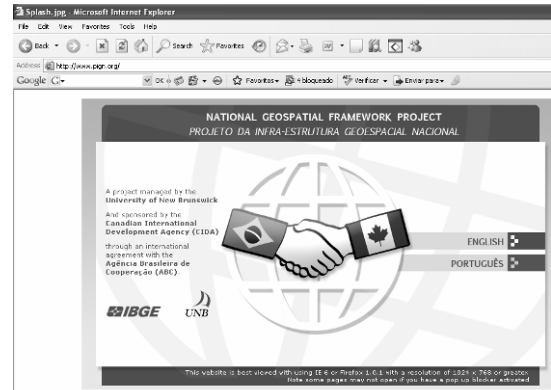 Splash.jpg - Microsoft Internet Explorer
File Edit View Favorites Tools Help
Back Search Favorites
Address http://www.pign.org/
Google G Favoritas 4 bloqueado Verificar Enviar para
NATIONAL GEOSPATIAL FRAMEWORK PROJECT
PROJETO DA INFRA-ESTRUTURA GEOESPACIAL NACIONAL
A project managed by the
University of New Brunswick
And sponsored by the
Canadian International
Development Agency (CIDA)
through an international
agreement with the
Agência Brasileira de
Cooperação (ABC).
ENGLISH
PORTUGUÊS
IBGE
UNB
This website is best viewed with using IE 6 or Firefox 1.0.1 with a resolution of 1024 x 768 or greater
Note some pages may not open if you have a pop up blocker activated